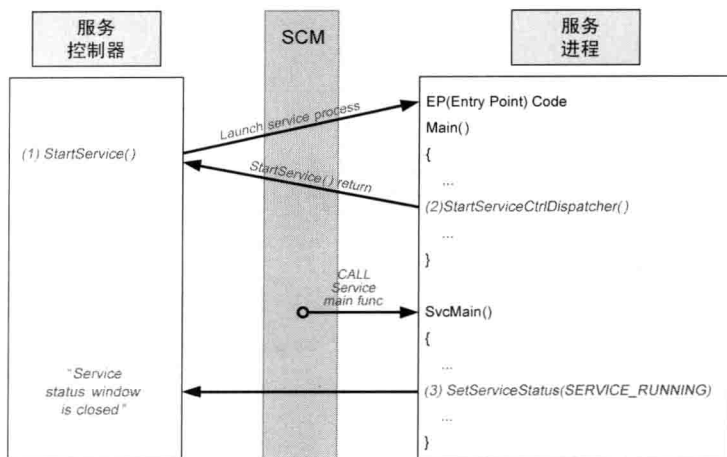 服务
控制器
SCM
服务
进程
EP(Entry Point) Code
Launch service process
Main()
(1) StartService()
{
StartService() return
...
(2)StartServiceCtrlDispatcher()
...
}
CALL
Service
main func
SvcMain()
{
...
"Service
status window
is closed"
(3) SetServiceStatus(SERVICE_RUNNING)
...
}